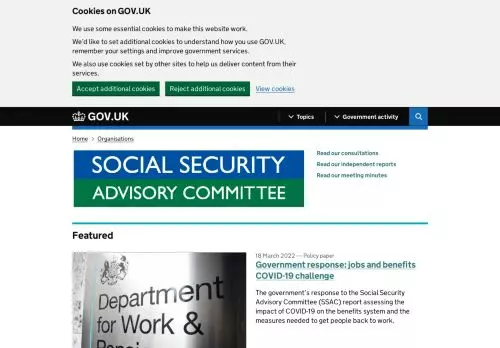 Cookies on GOV.UK
We use some essential cookies to make this website work.
We'd like to set additional cookies to understand how you use GOV.UK,
remember your settings and improve government services.
We also use cookies set by other sites to help us deliver content from their
services.
Accept additional cookies
Reject additional cookies
View cookies
GOV.UK
Topics
Government activity
Home
Organisations
SOCIAL SECURITY
ADVISORY COMMITTEE
Read our consultations
Read our independent reports
Read our meeting minutes
Featured
18 March 2022 — Policy paper
Government response: jobs and benefits
COVID-19 challenge
The government's response to the Social Security
Advisory Committee (SSAC) report assessing the
impact of COVID-19 on the benefits system and the
measures needed to get people back to work.
Department
for Work &